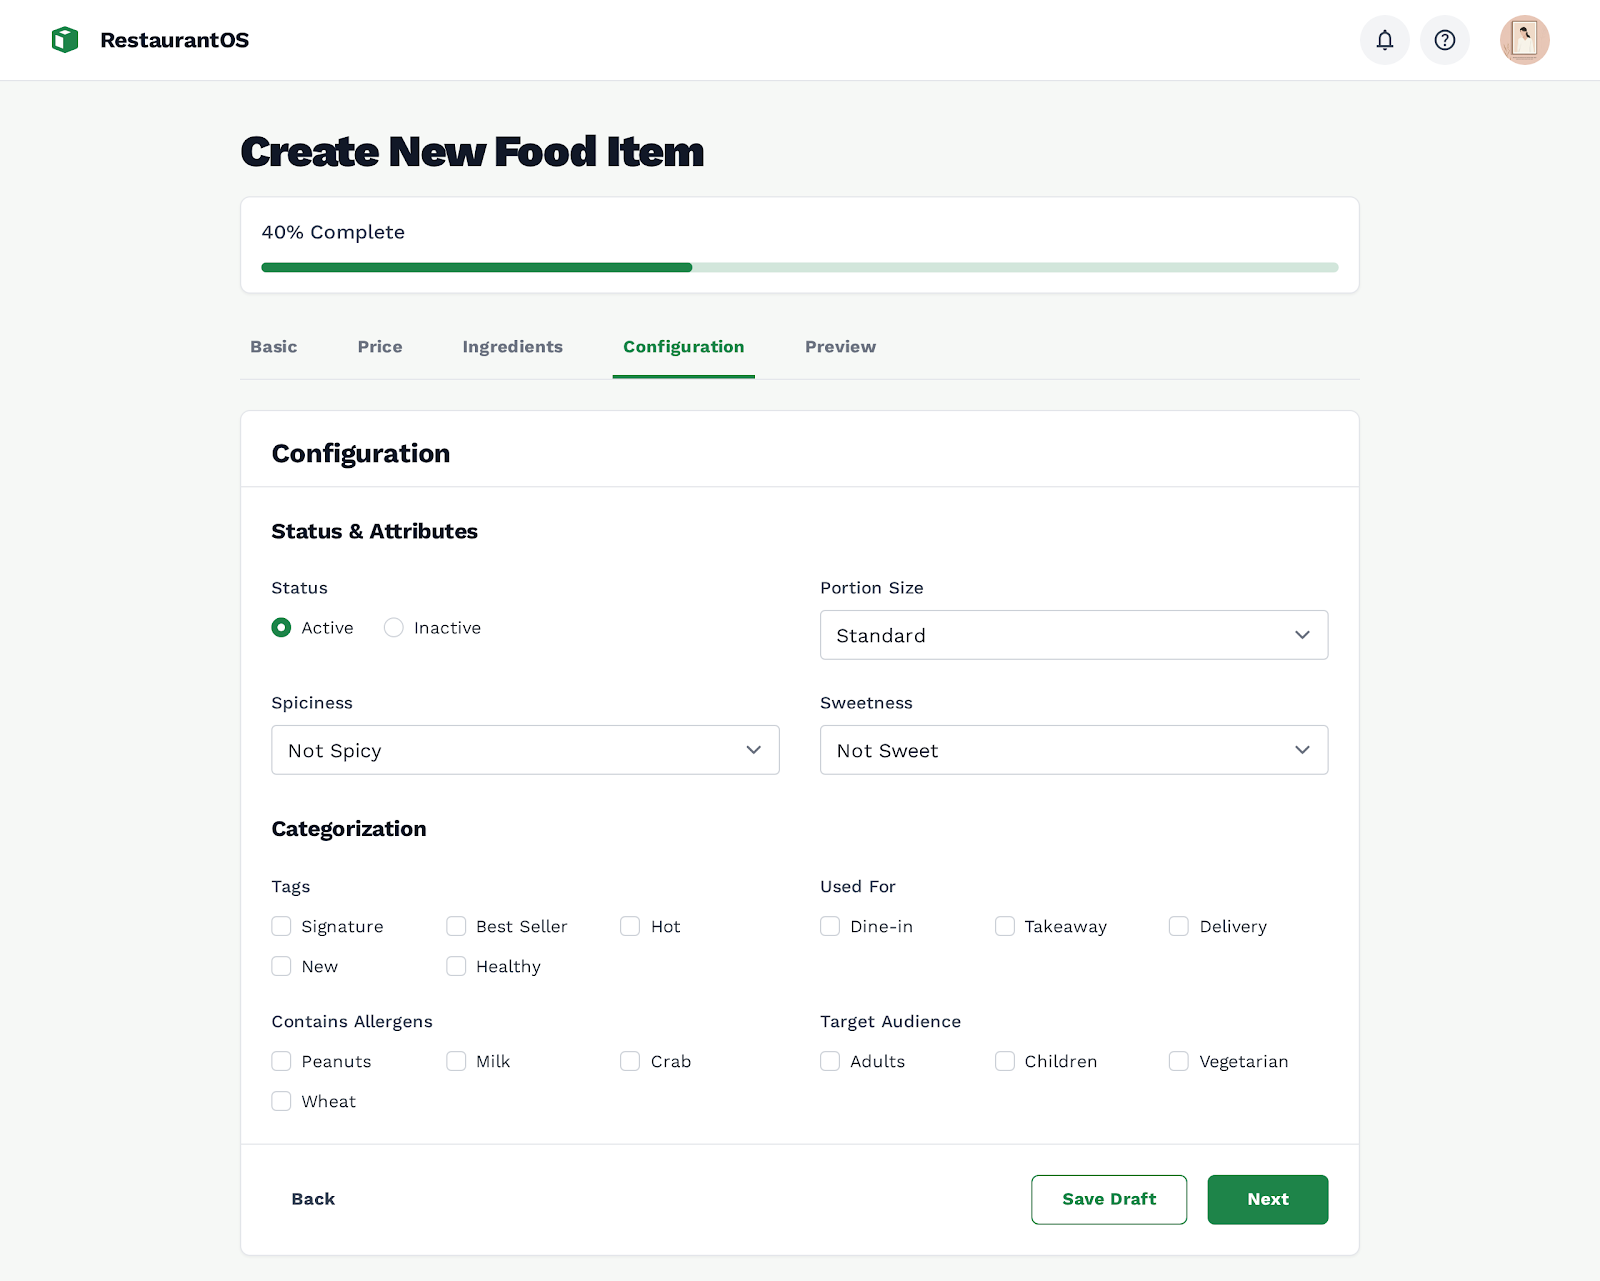 RestaurantOS
Create New Food Item
40% Complete
Basic Price Ingredients Configuration Preview
Configuration
Status & Attributes
Status Portion Size
Active Inactive
Standard
Spiciness Sweetness
Not Spicy Not Sweet
Categorization
Tags Used For
Signature Best Seller Hot Dine-in Takeaway Delivery
New Healthy
Contains Allergens Target Audience
Peanuts Milk Crab Adults Children Vegetarian
Wheat
Back Save Draft Next